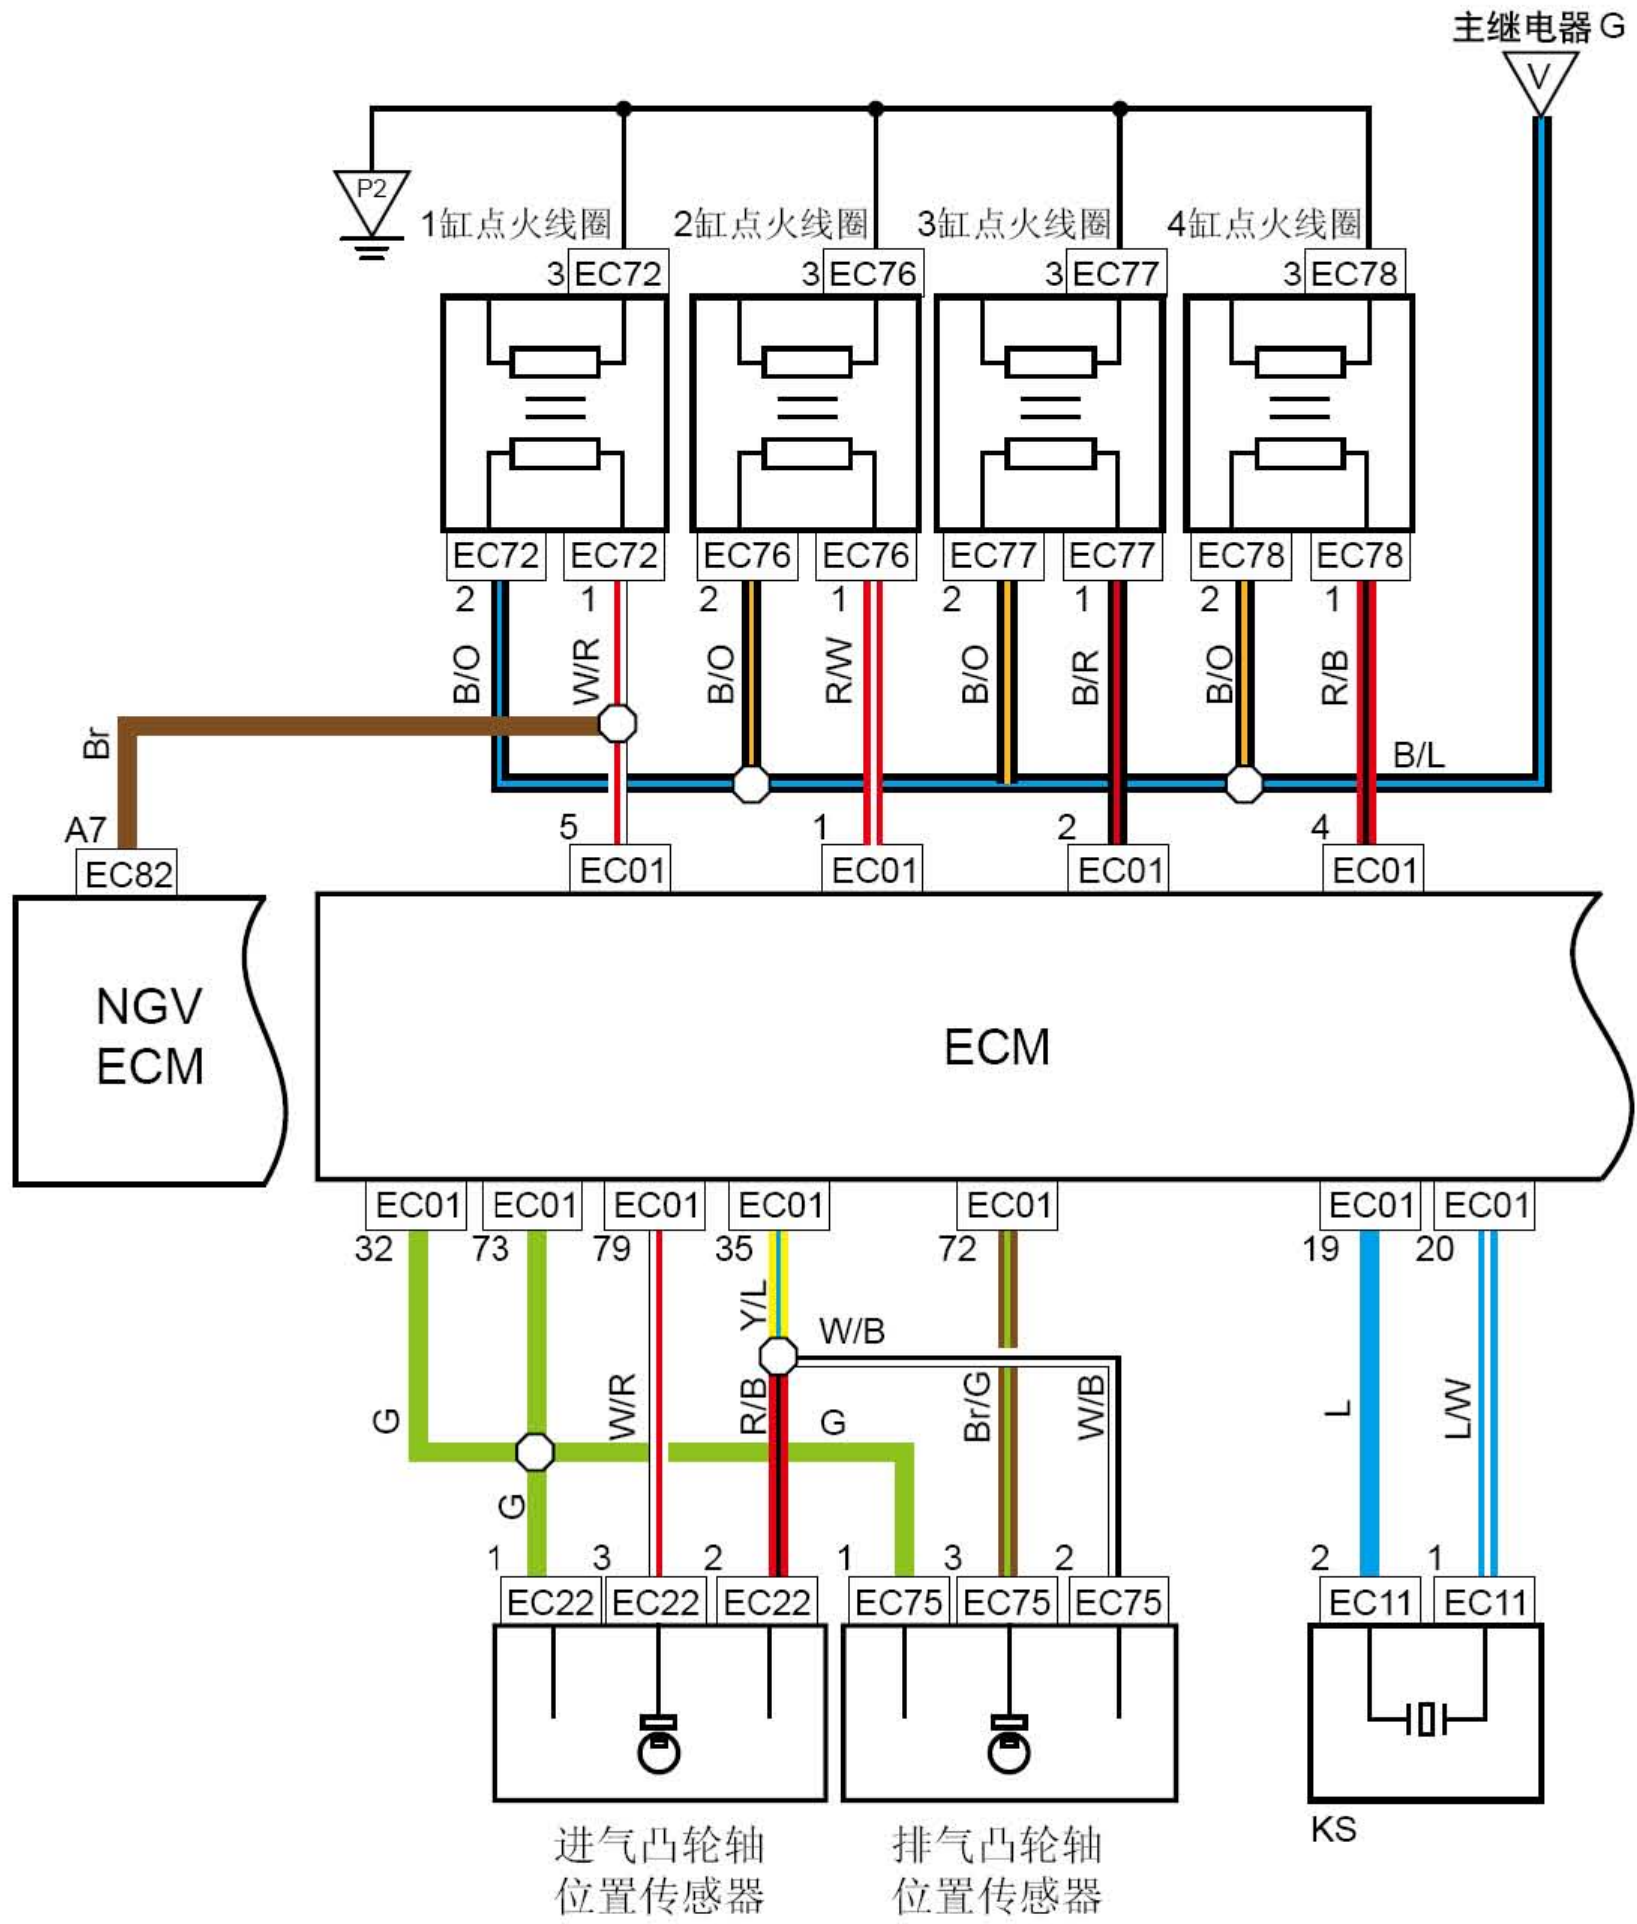 主继电器 G
V
P2
1缸点火线圈 2缸点火线圈 3缸点火线圈 4缸点火线圈
3 EC72 3 EC76 3 EC77 3 EC78
EC72 EC72 EC76 EC76 EC77 EC77 EC78 EC78
2 1 2 1 2 1 2 1
B/O W/R B/O R/W B/O B/R B/O R/B
Br
B/L
A7 5 1 2 4
EC82 EC01 EC01 EC01 EC01
NGV
ECM
ECM
EC01 EC01 EC01 EC01 EC01 EC01 EC01
32 73 79 35 72 19 20
Y/L
W/B
G W/R R/B G Br/G W/B L L/W
G
1 3 2 1 3 2 2 1
EC22 EC22 EC22 EC75 EC75 EC75 EC11 EC11
KS
进气凸轮轴
位置传感器
排气凸轮轴
位置传感器